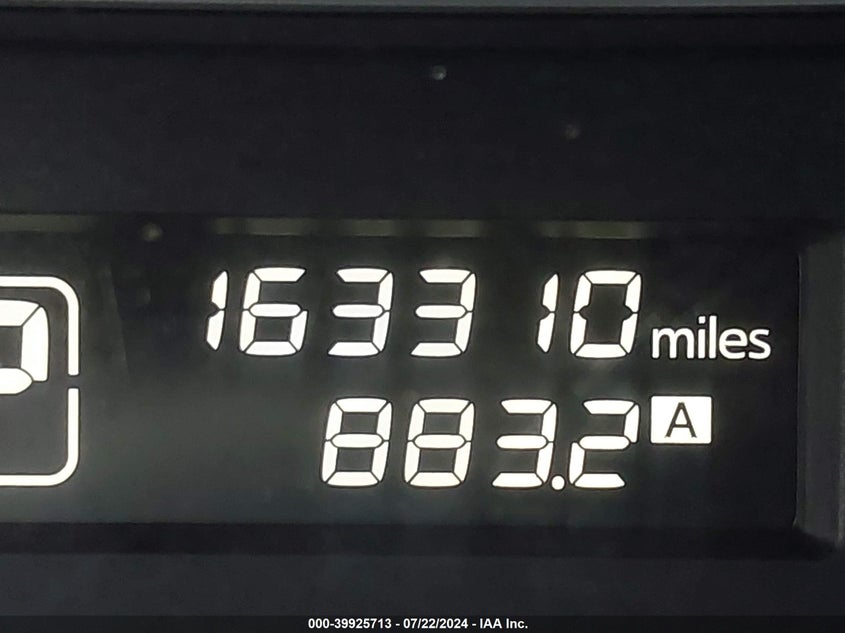 163310 miles
883.2 A
000-39925713 - 07/22/2024 - IAA Inc.